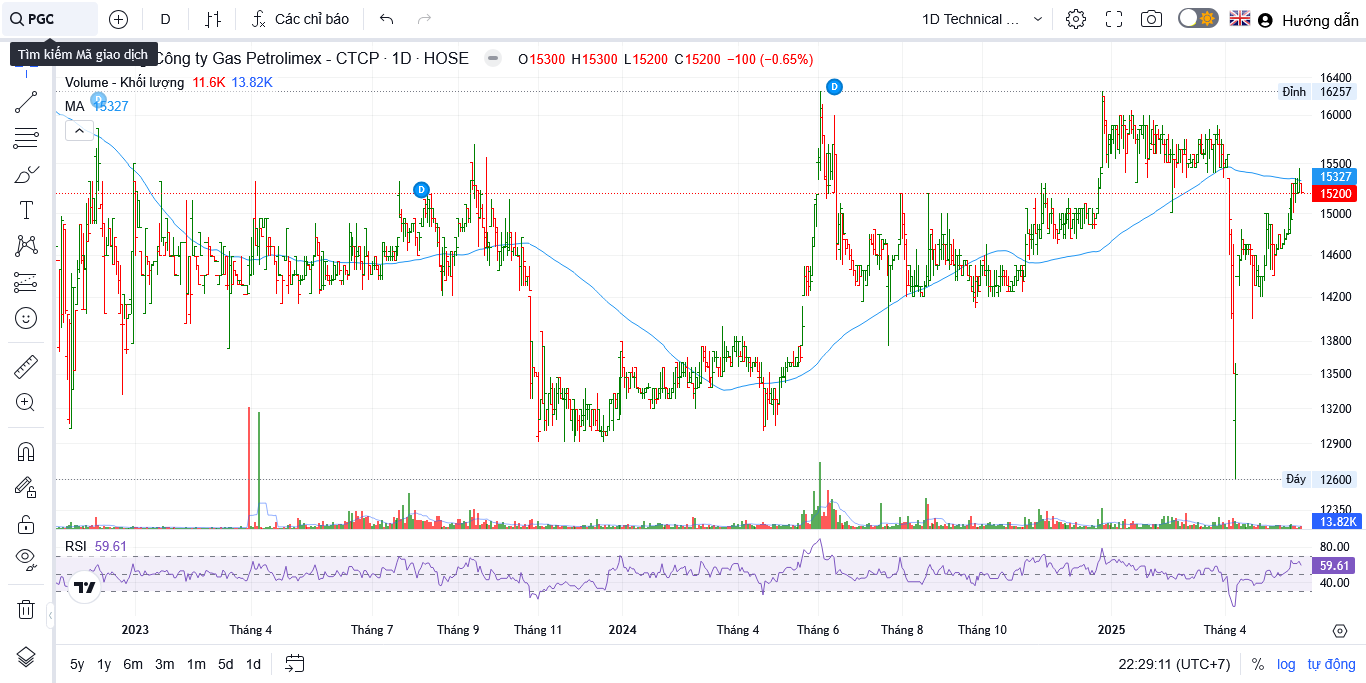 PGC
D
Các chỉ báo
1D Technical ...
Hướng dẫn
Tìm kiếm Mã giao dịch
Công ty Gas Petrolimex - CTCP · 1D · HOSE
O15300 H15300 L15200 C15200 −100 (−0.65%)
Volume - Khối lượng 11.6K 13.82K
MA 15327
D
D
D
16400
Đỉnh 16257
16000
15500
15327
15200
15000
14600
14200
13800
13500
13200
12900
Đáy 12600
12350
13.82K
RSI 59.61
80.00
59.61
40.00
2023 Tháng 4 Tháng 7 Tháng 9 Tháng 11 2024 Tháng 4 Tháng 6 Tháng 8 Tháng 10 2025 Tháng 4
5y 1y 6m 3m 1m 5d 1d
22:29:11 (UTC+7) % log tự động